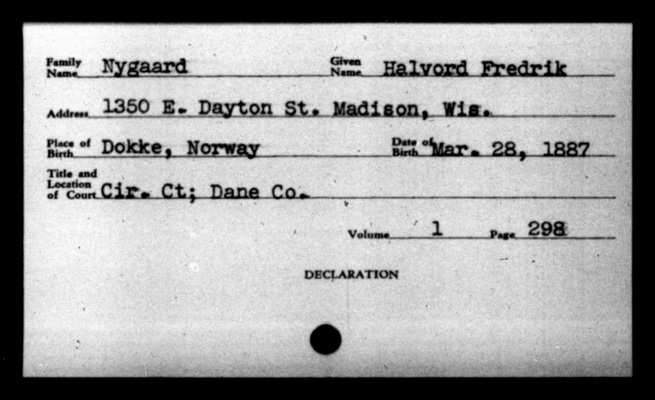 Family Name Nygaard Given Name Halvord Fredrik
Address 1350 E. Dayton St. Madison, Wis.
Place of Birth Dokke, Norway Date of Birth Mar. 28, 1887
Title and Location of Court Cir. Ct; Dane Co.
Volume 1 Page 298
DECLARATION